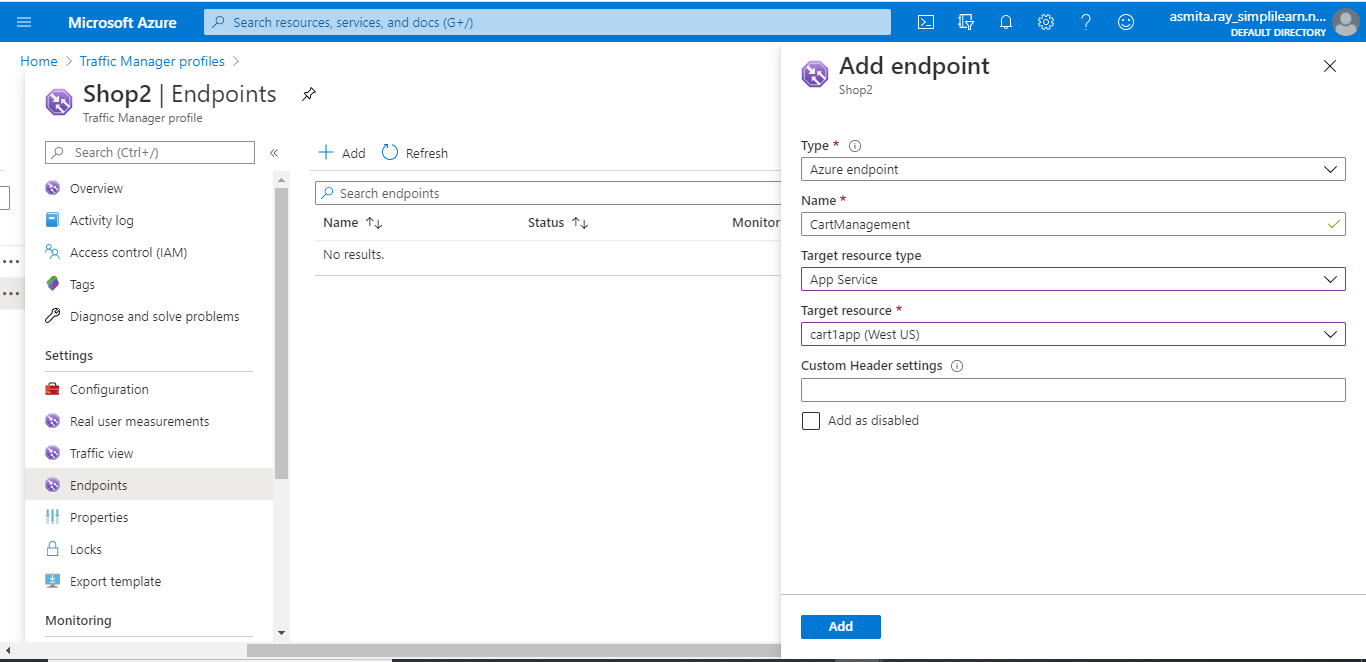 Microsoft Azure
Search resources, services, and docs (G+/)
asmita.ray_simplilearn.n...
DEFAULT DIRECTORY
Home > Traffic Manager profiles >
Shop2 | Endpoints
Traffic Manager profile
Search (Ctrl+/)
«
Overview
Activity log
Access control (IAM)
Tags
Diagnose and solve problems
Settings
Configuration
Real user measurements
Traffic view
Endpoints
Properties
Locks
Export template
Monitoring
+ Add
Refresh
Search endpoints
Name ↑↓ Status ↑↓ Monitor
No results.
Add endpoint
Shop2
Type *
Azure endpoint
Name *
CartManagement
Target resource type
App Service
Target resource *
cart1app (West US)
Custom Header settings
Add as disabled
Add